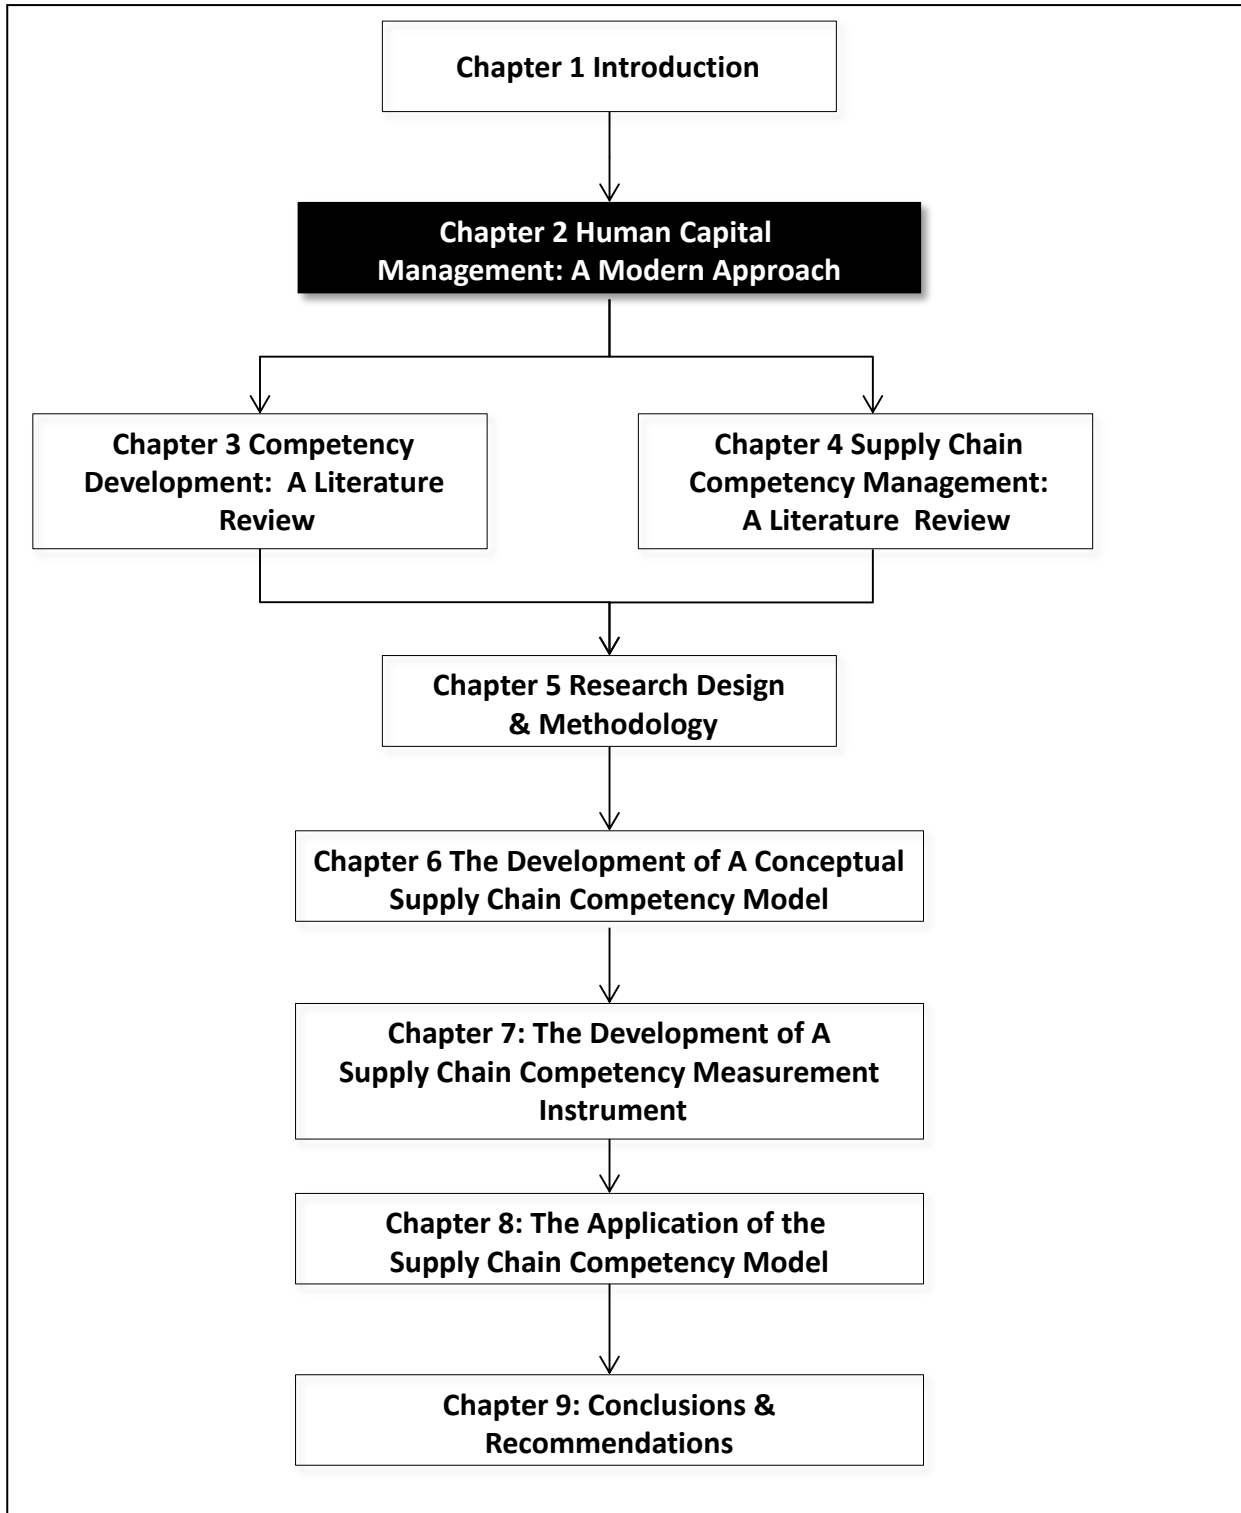 Chapter 1 Introduction
Chapter 2 Human Capital
Management: A Modern Approach
Chapter 3 Competency
Development:  A Literature
Review
Chapter 4 Supply Chain
Competency Management:
A Literature  Review
Chapter 5 Research Design
& Methodology
Chapter 6 The Development of A Conceptual
Supply Chain Competency Model
Chapter 7: The Development of A
Supply Chain Competency Measurement
Instrument
Chapter 8: The Application of the
Supply Chain Competency Model
Chapter 9: Conclusions &
Recommendations